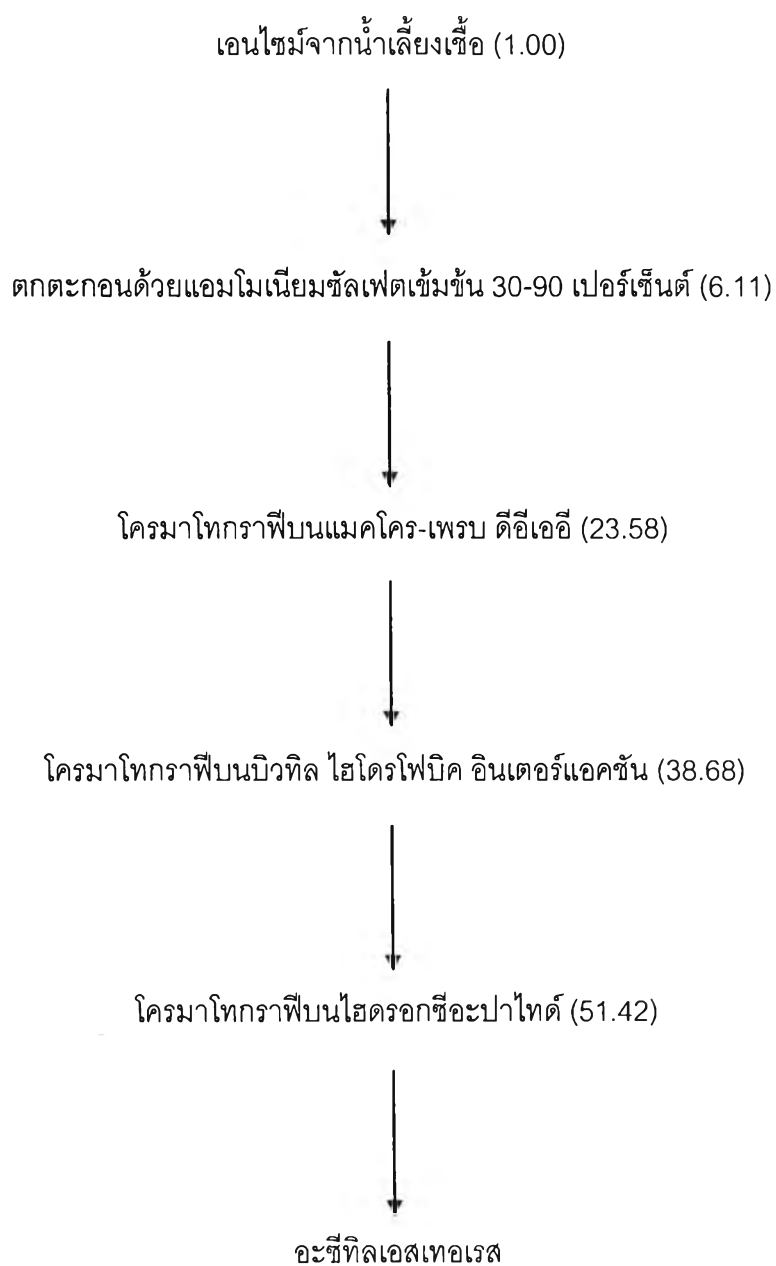 เอนไซม์จากน้ำเลี้ยงเชื้อ (1.00)
ตกตะกอนด้วยแอมโมเนียมซัลเฟตเข้มข้น 30-90 เปอร์เซ็นต์ (6.11)
โครมาโทกราฟีบนแมคโคร-เพรบ ดีอีเออี (23.58)
โครมาโทกราฟีบนบิวทิล ไฮโดรโฟบิค อินเตอร์แอคชัน (38.68)
โครมาโทกราฟีบนไฮดรอกซีอะปาไทด์ (51.42)
อะซีทิลเอสเทอเรส